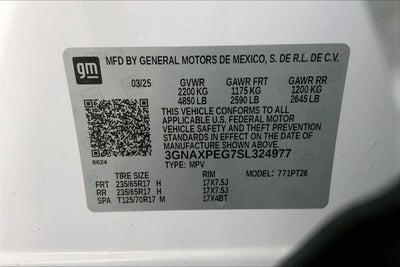 gm
MFD BY GENERAL MOTORS DE MEXICO, S. DE R.L. DE C.V.
03/25 GVWR GAWR FRT GAWR RR
2200 KG 1175 KG 1200 KG
4850 LB 2590 LB 2645 LB
THIS VEHICLE CONFORMS TO ALL
APPLICABLE U.S. FEDERAL MOTOR
VEHICLE SAFETY AND THEFT PREVENTION
STANDARDS IN EFFECT ON THE DATE OF
MANUFACTURE SHOWN ABOVE.
3GNAXPEG7SL324977
8624 TYPE: MPV MODEL: 771PT26
TIRE SIZE RIM
FRT 235/65R17 H 17X7.5J
RR 235/65R17 H 17X7.5J
SPA T125/70R17 M 17X4BT